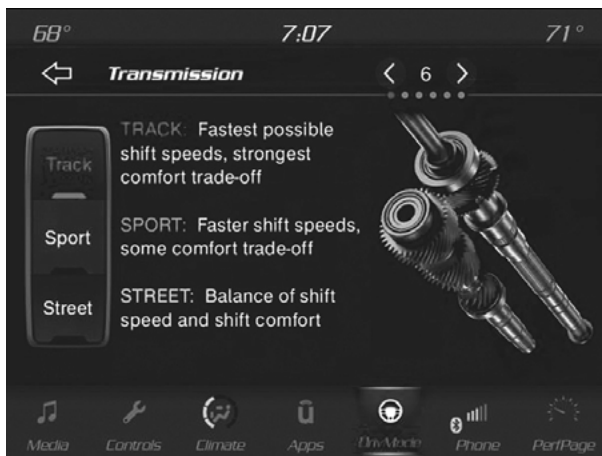 68° 7:07 71°
Transmission 6
TRACK: Fastest possible
shift speeds, strongest
comfort trade-off
Track
SPORT: Faster shift speeds,
some comfort trade-off
Sport
STREET: Balance of shift
speed and shift comfort
Street
Media Controls Climate Apps DrivMode Phone PerfPage